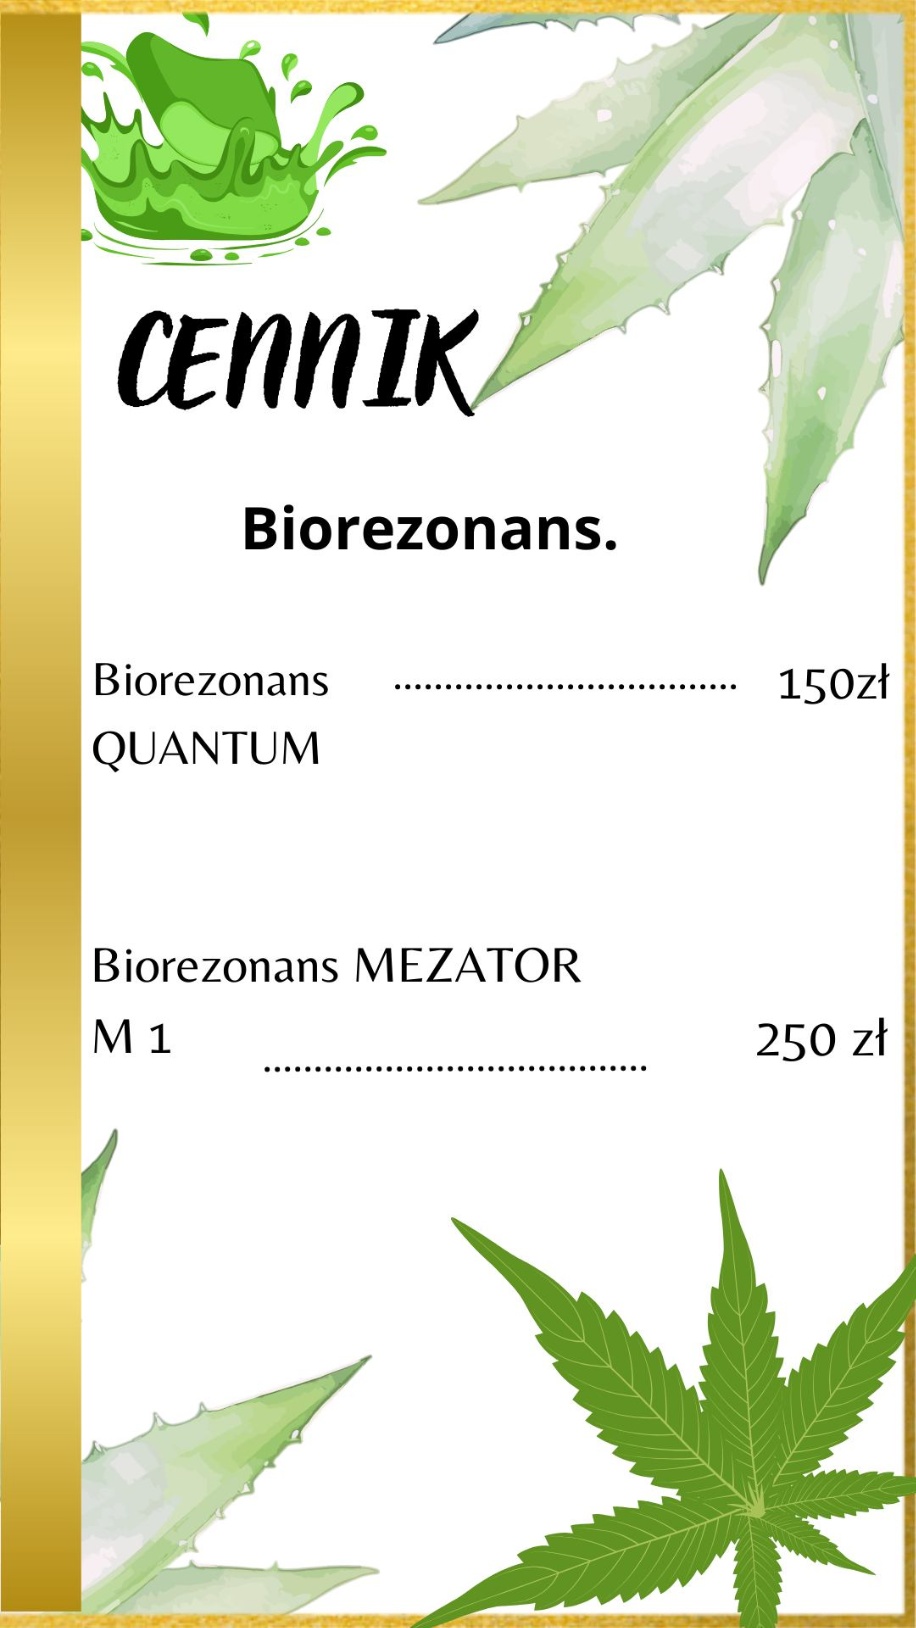 CENNIK
Biorezonans.
Biorezonans .................................. 150zł
QUANTUM
Biorezonans MEZATOR
M 1 ...................................... 250 zł